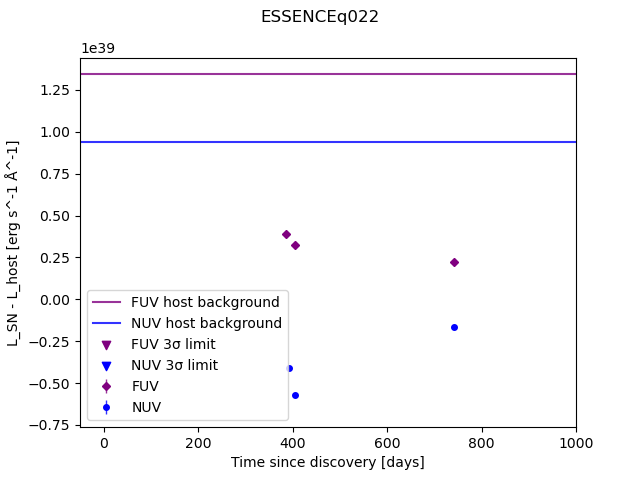 ESSENCEq022
1e39
L_SN - L_host [erg s^-1 Å^-1]
1.25
1.00
0.75
0.50
0.25
0.00
−0.25
−0.50
−0.75
FUV host background
NUV host background
FUV 3σ limit
NUV 3σ limit
FUV
NUV
0 200 400 600 800 1000
Time since discovery [days]